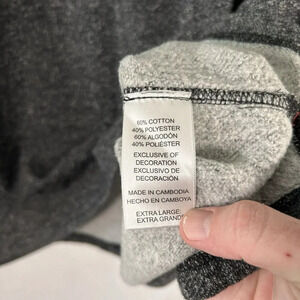 60% COTTON
40% POLYESTER
60% ALGODÓN
40% POLIÉSTER
EXCLUSIVE OF
DECORATION
EXCLUSIVO DE
DECORACIÓN
MADE IN CAMBODIA
HECHO EN CAMBOYA
EXTRA LARGE/
EXTRA GRAND